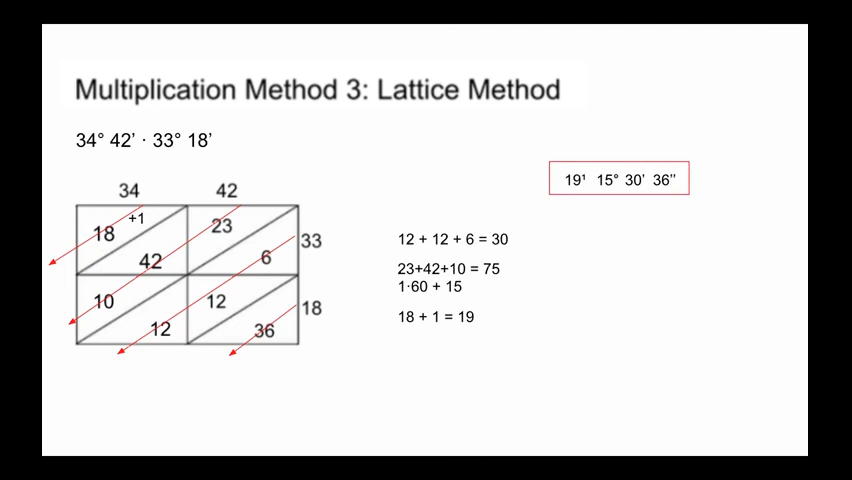 Multiplication Method 3: Lattice Method
34° 42’ · 33° 18’
19¹ 15° 30’ 36’’
34 42
+1
18 23
33
42 6
10 12
18
12 36
12 + 12 + 6 = 30
23+42+10 = 75
1·60 + 15
18 + 1 = 19